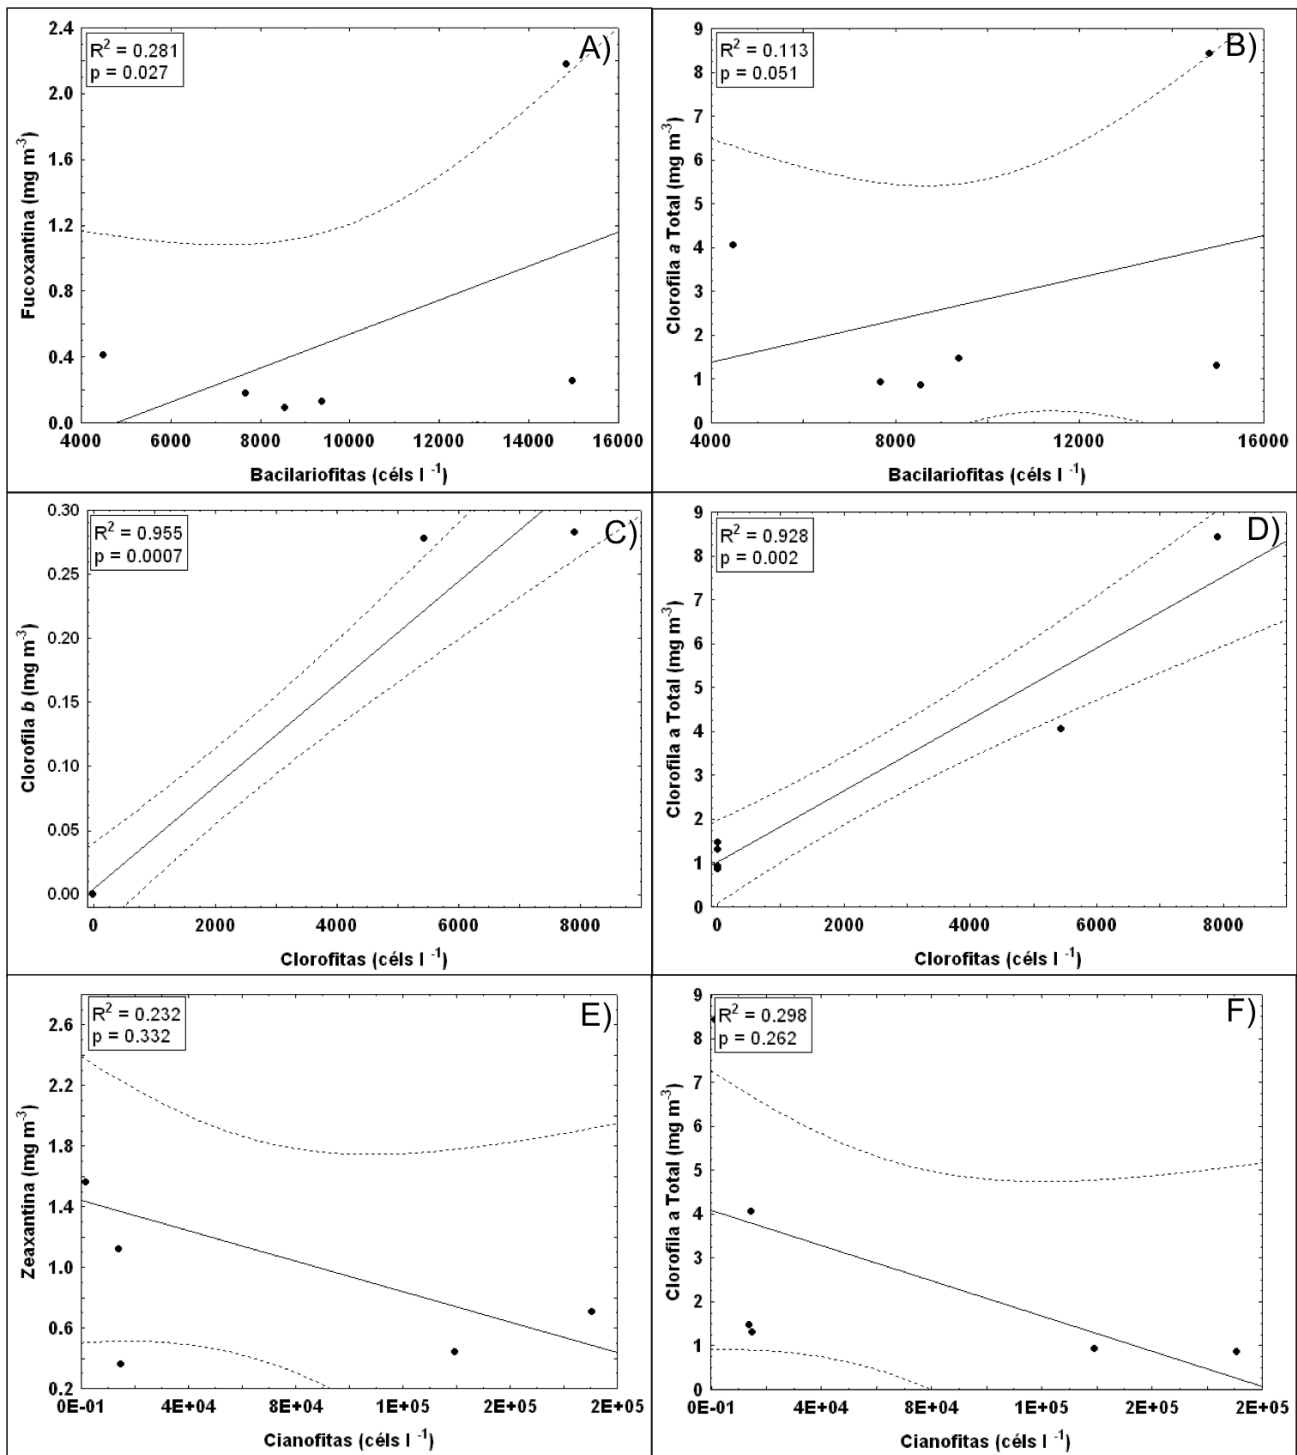 R² = 0.281
p = 0.027
A)
2.4
2.0
1.6
1.2
0.8
0.4
0.0
Fucoxantina (mg m⁻³)
4000 6000 8000 10000 12000 14000 16000
Bacilariofitas (céls l ⁻¹)
R² = 0.113
p = 0.051
B)
9
8
7
6
5
4
3
2
1
0
Clorofila a Total (mg m⁻³)
4000 8000 12000 16000
Bacilariofitas (céls l ⁻¹)
R² = 0.955
p = 0.0007
C)
0.30
0.25
0.20
0.15
0.10
0.05
0.00
Clorofila b (mg m⁻³)
0 2000 4000 6000 8000
Clorofitas (céls l ⁻¹)
R² = 0.928
p = 0.002
D)
9
8
7
6
5
4
3
2
1
0
Clorofila a Total (mg m⁻³)
0 2000 4000 6000 8000
Clorofitas (céls l ⁻¹)
R² = 0.232
p = 0.332
E)
2.6
2.2
1.8
1.4
1.0
0.6
0.2
Zeaxantina (mg m⁻³)
0E-01 4E+04 8E+04 1E+05 2E+05 2E+05
Cianofitas (céls l ⁻¹)
R² = 0.298
p = 0.262
F)
9
8
7
6
5
4
3
2
1
0
Clorofila a Total (mg m⁻³)
0E-01 4E+04 8E+04 1E+05 2E+05 2E+05
Cianofitas (céls l ⁻¹)